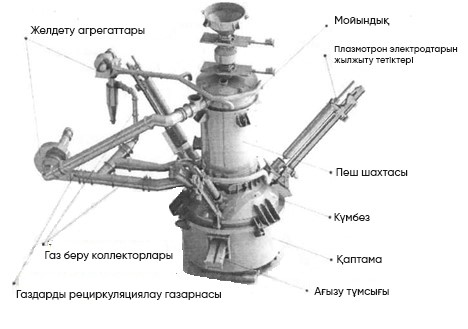 Желдету агрегаттары
Мойындық
Плазмотрон электродтарын
жылжыту тетіктері
Пеш шахтасы
Күмбез
Газ беру коллекторлары
Қаптама
Газдарды рециркуляциялау газарнасы
Ағызу тұмсығы